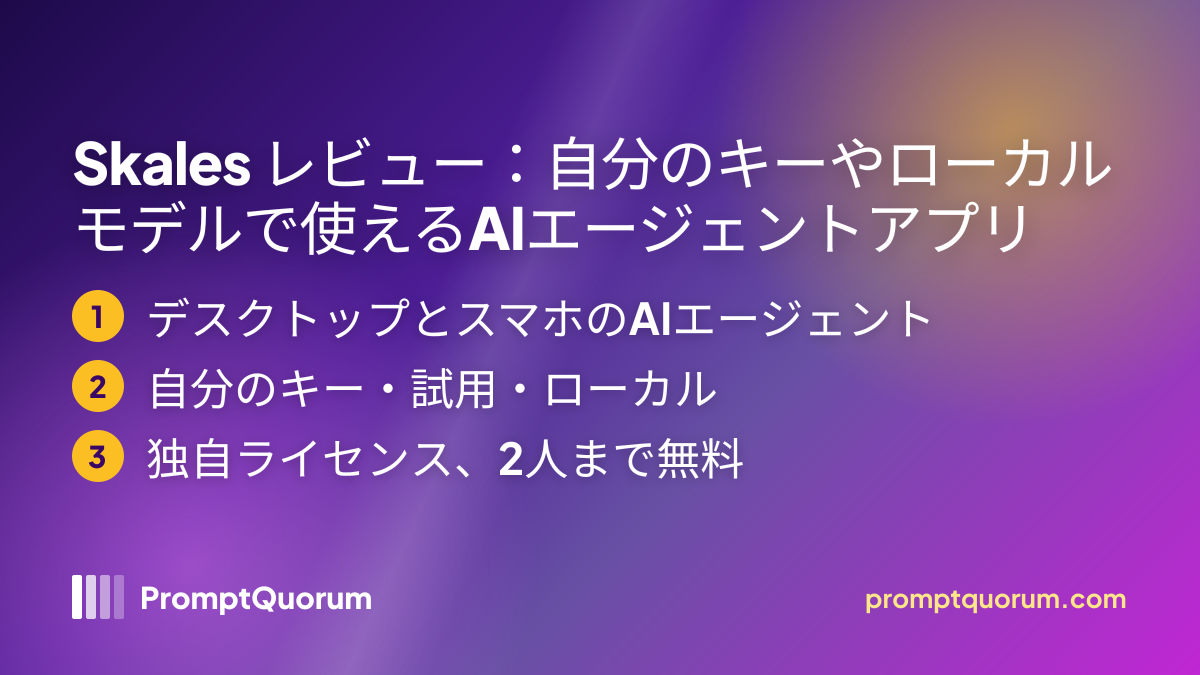 Skales レビュー：自分のキーやローカル
モデルで使えるAIエージェントアプリ
1 デスクトップとスマホのAIエージェント
2 自分のキー・試用・ローカル
3 独自ライセンス、2人まで無料
PromptQuorum
promptquorum.com